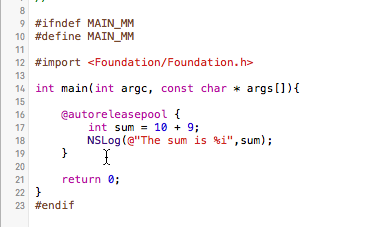 8
9 #ifndef MAIN_MM
10 #define MAIN_MM
11
12 #import <Foundation/Foundation.h>
13
14 int main(int argc, const char * args[]){
15
16 @autoreleasepool {
17 int sum = 10 + 9;
18 NSLog(@"The sum is %i",sum);
19 }
20
21 return 0;
22 }
23 #endif